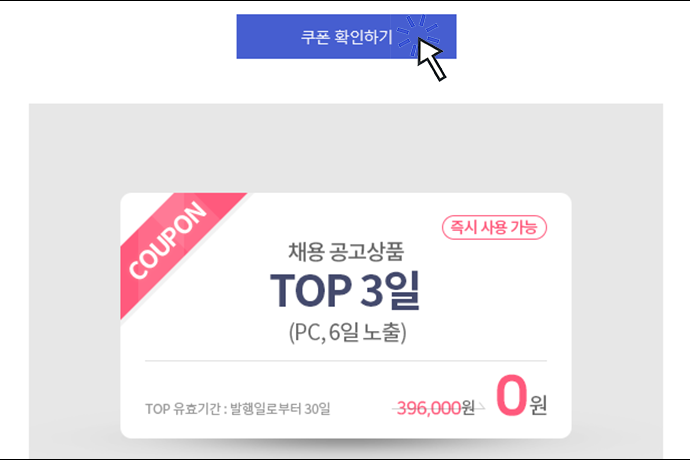 쿠폰 확인하기
COUPON
즉시 사용 가능
채용 공고상품
TOP 3일
(PC, 6일 노출)
TOP 유효기간 : 발행일로부터 30일
396,000원 0원